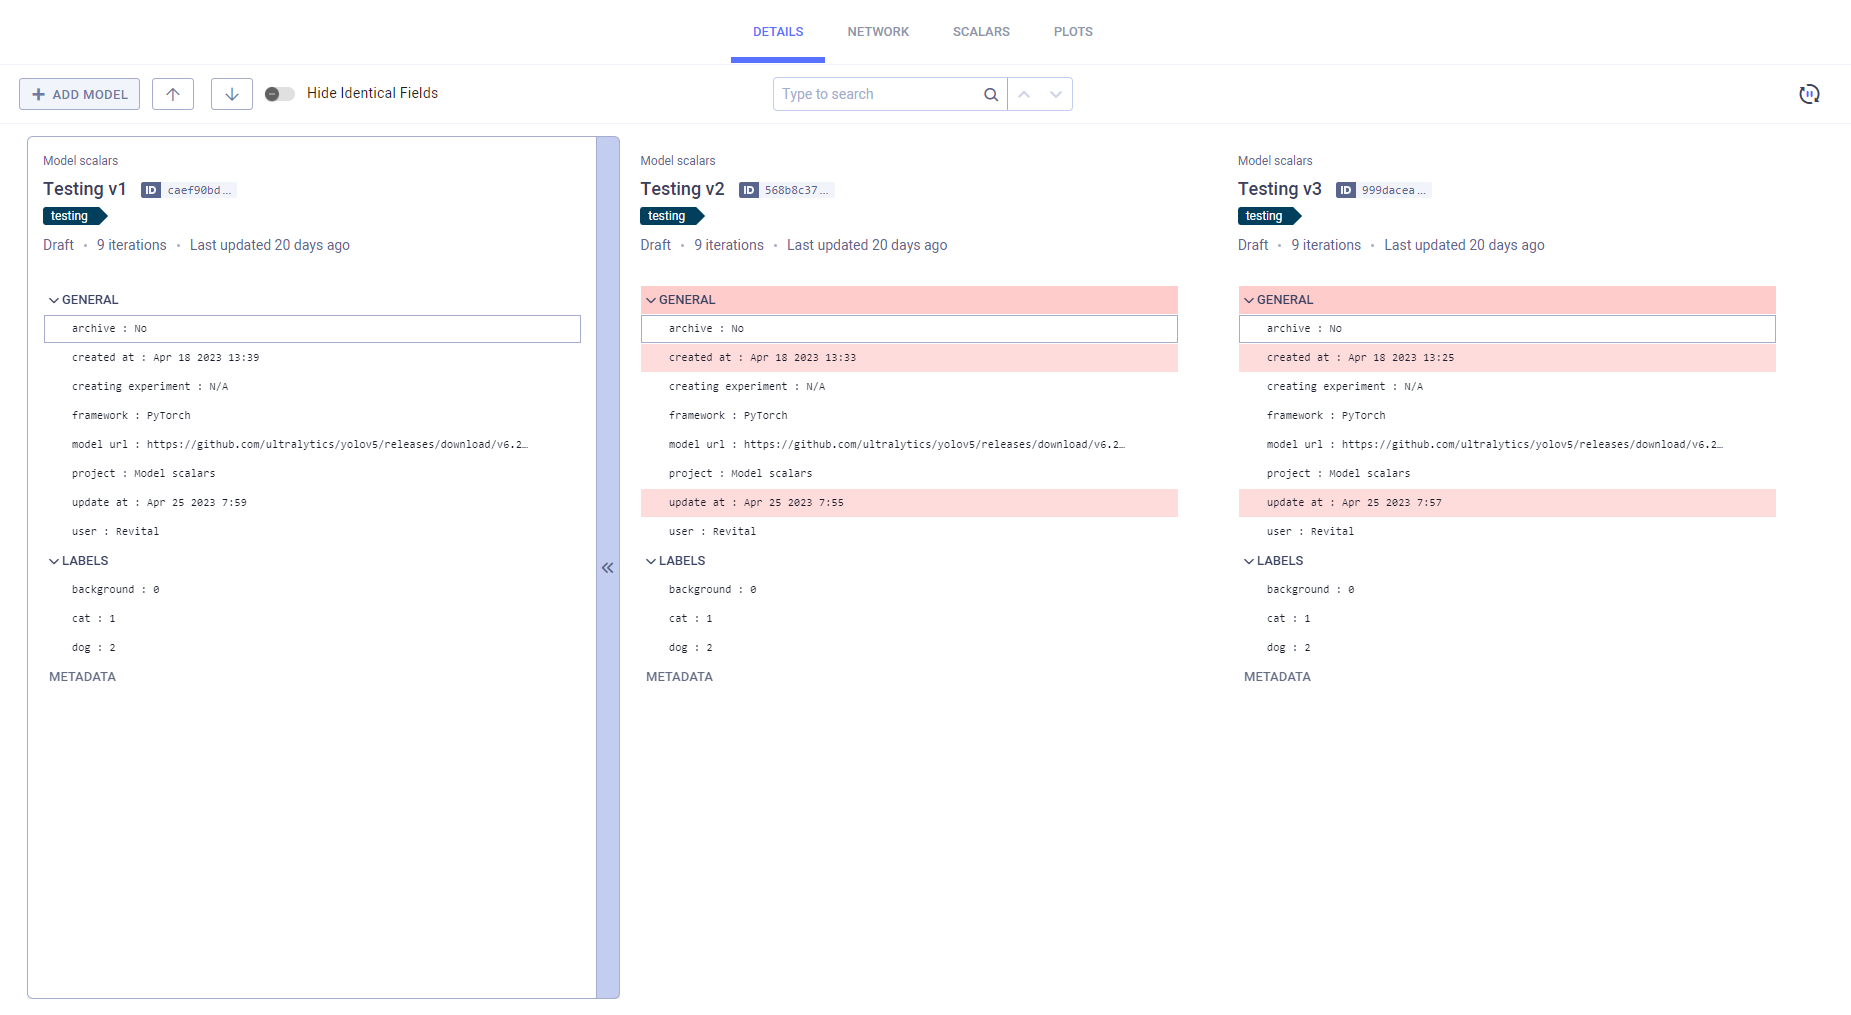 DETAILS NETWORK SCALARS PLOTS
ADD MODEL Hide Identical Fields Type to search
Model scalars
Testing v1 ID caef90bd...
testing
Draft • 9 iterations • Last updated 20 days ago
GENERAL
archive : No
created at : Apr 18 2023 13:39
creating experiment : N/A
framework : PyTorch
model url : https://github.com/ultralytics/yolov5/releases/download/v6.2…
project : Model scalars
update at : Apr 25 2023 7:59
user : Revital
LABELS
background : 0
cat : 1
dog : 2
METADATA
Model scalars
Testing v2 ID 568b8c37...
testing
Draft • 9 iterations • Last updated 20 days ago
GENERAL
archive : No
created at : Apr 18 2023 13:33
creating experiment : N/A
framework : PyTorch
model url : https://github.com/ultralytics/yolov5/releases/download/v6.2…
project : Model scalars
update at : Apr 25 2023 7:55
user : Revital
LABELS
background : 0
cat : 1
dog : 2
METADATA
Model scalars
Testing v3 ID 999dacea...
testing
Draft • 9 iterations • Last updated 20 days ago
GENERAL
archive : No
created at : Apr 18 2023 13:25
creating experiment : N/A
framework : PyTorch
model url : https://github.com/ultralytics/yolov5/releases/download/v6.2…
project : Model scalars
update at : Apr 25 2023 7:57
user : Revital
LABELS
background : 0
cat : 1
dog : 2
METADATA